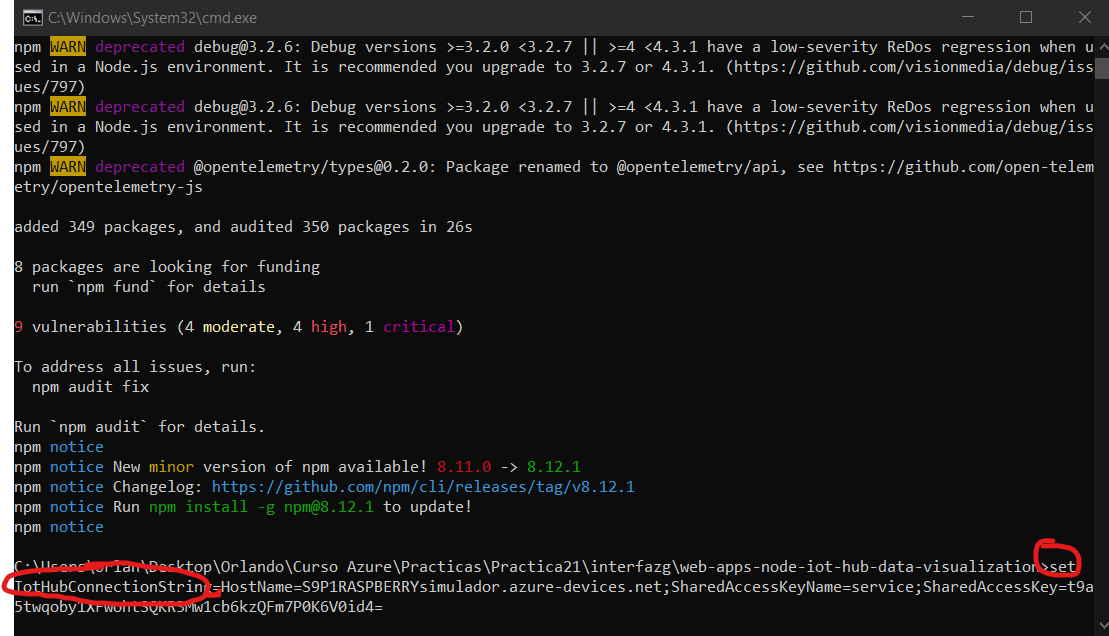 C:\Windows\System32\cmd.exe
npm WARN deprecated debug@3.2.6: Debug versions >=3.2.0 <3.2.7 || >=4 <4.3.1 have a low-severity ReDos regression when u
sed in a Node.js environment. It is recommended you upgrade to 3.2.7 or 4.3.1. (https://github.com/visionmedia/debug/iss
ues/797)
npm WARN deprecated debug@3.2.6: Debug versions >=3.2.0 <3.2.7 || >=4 <4.3.1 have a low-severity ReDos regression when u
sed in a Node.js environment. It is recommended you upgrade to 3.2.7 or 4.3.1. (https://github.com/visionmedia/debug/iss
ues/797)
npm WARN deprecated @opentelemetry/types@0.2.0: Package renamed to @opentelemetry/api, see https://github.com/open-telem
etry/opentelemetry-js
added 349 packages, and audited 350 packages in 26s
8 packages are looking for funding
run `npm fund` for details
9 vulnerabilities (4 moderate, 4 high, 1 critical)
To address all issues, run:
npm audit fix
Run `npm audit` for details.
npm notice
npm notice New minor version of npm available! 8.11.0 -> 8.12.1
npm notice Changelog: https://github.com/npm/cli/releases/tag/v8.12.1
npm notice Run npm install -g npm@8.12.1 to update!
npm notice
C:\Users\orlan\Desktop\Orlando\Curso Azure\Practicas\Practica21\interfazg\web-apps-node-iot-hub-data-visualization>set
IotHubConnectionString=HostName=S9P1RASPBERRYsimulador.azure-devices.net;SharedAccessKeyName=service;SharedAccessKey=t9a